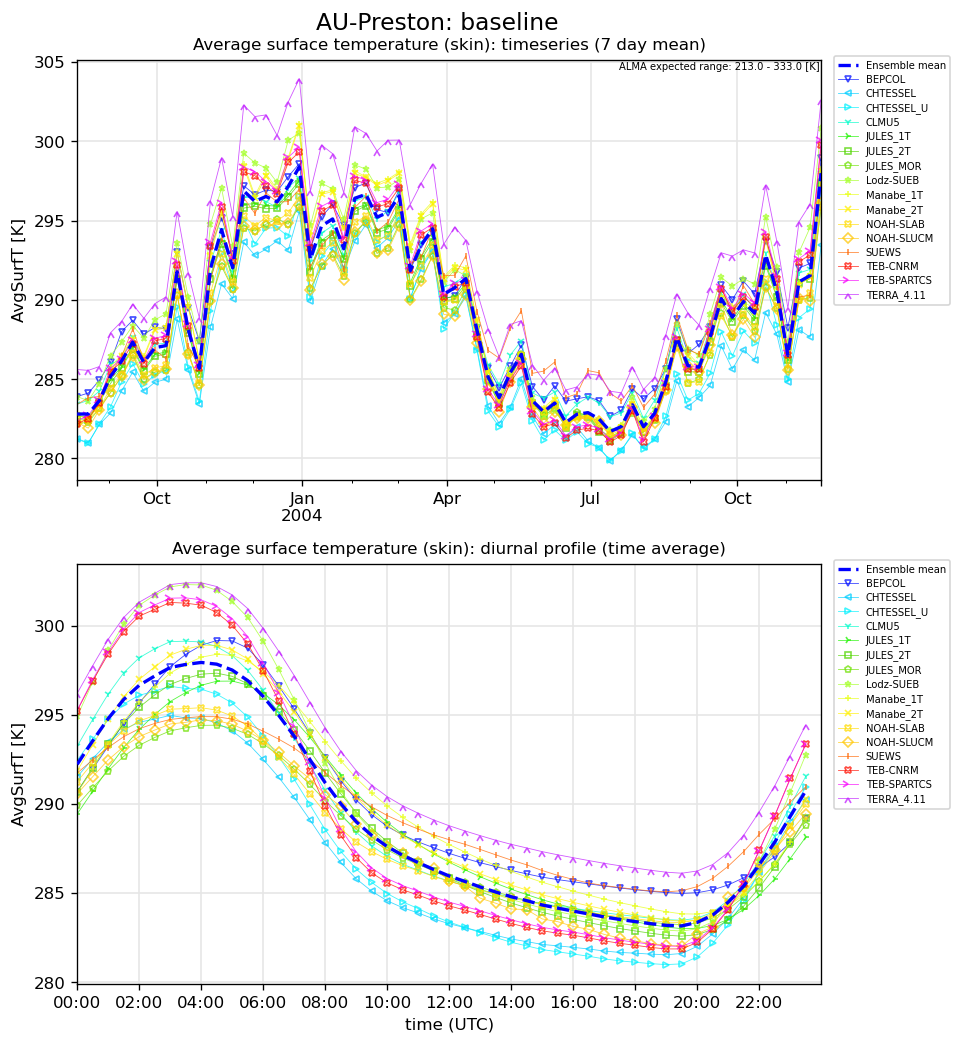 AU-Preston: baseline
Average surface temperature (skin): timeseries (7 day mean)
ALMA expected range: 213.0 - 333.0 [K]
AvgSurfT [K]
305
300
295
290
285
280
Oct
Jan
2004
Apr
Jul
Oct
Ensemble mean
BEPCOL
CHTESSEL
CHTESSEL_U
CLMU5
JULES_1T
JULES_2T
JULES_MOR
Lodz-SUEB
Manabe_1T
Manabe_2T
NOAH-SLAB
NOAH-SLUCM
SUEWS
TEB-CNRM
TEB-SPARTCS
TERRA_4.11
Average surface temperature (skin): diurnal profile (time average)
AvgSurfT [K]
300
295
290
285
280
00:00
02:00
04:00
06:00
08:00
10:00
12:00
14:00
16:00
18:00
20:00
22:00
time (UTC)
Ensemble mean
BEPCOL
CHTESSEL
CHTESSEL_U
CLMU5
JULES_1T
JULES_2T
JULES_MOR
Lodz-SUEB
Manabe_1T
Manabe_2T
NOAH-SLAB
NOAH-SLUCM
SUEWS
TEB-CNRM
TEB-SPARTCS
TERRA_4.11